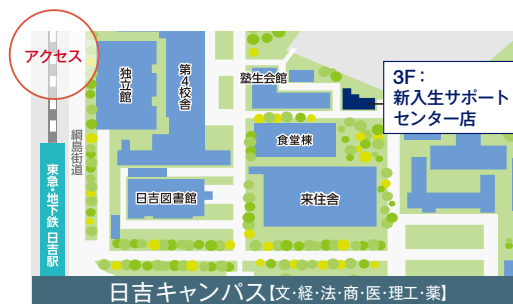 アクセス
独立館
第4校舎
塾生会館
3F：
新入生サポート
センター店
食堂棟
綱島街道
東急・地下鉄 日吉駅
日吉図書館
来往舎
日吉キャンパス【文・経・法・商・医・理工・薬】